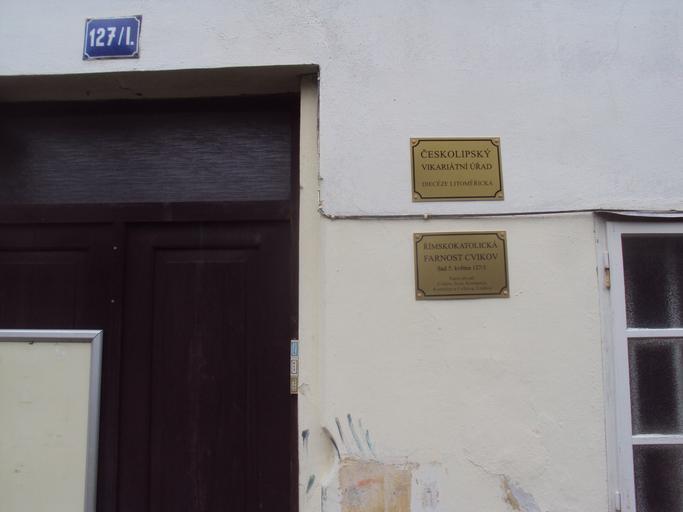 127/I.
ČESKOLIPSKÝ
VIKARIÁTNÍ ÚŘAD
DIECÉZE LITOMĚŘICKÁ
ŘÍMSKOKATOLICKÁ
FARNOST CVIKOV
Sad 5. května 127/I